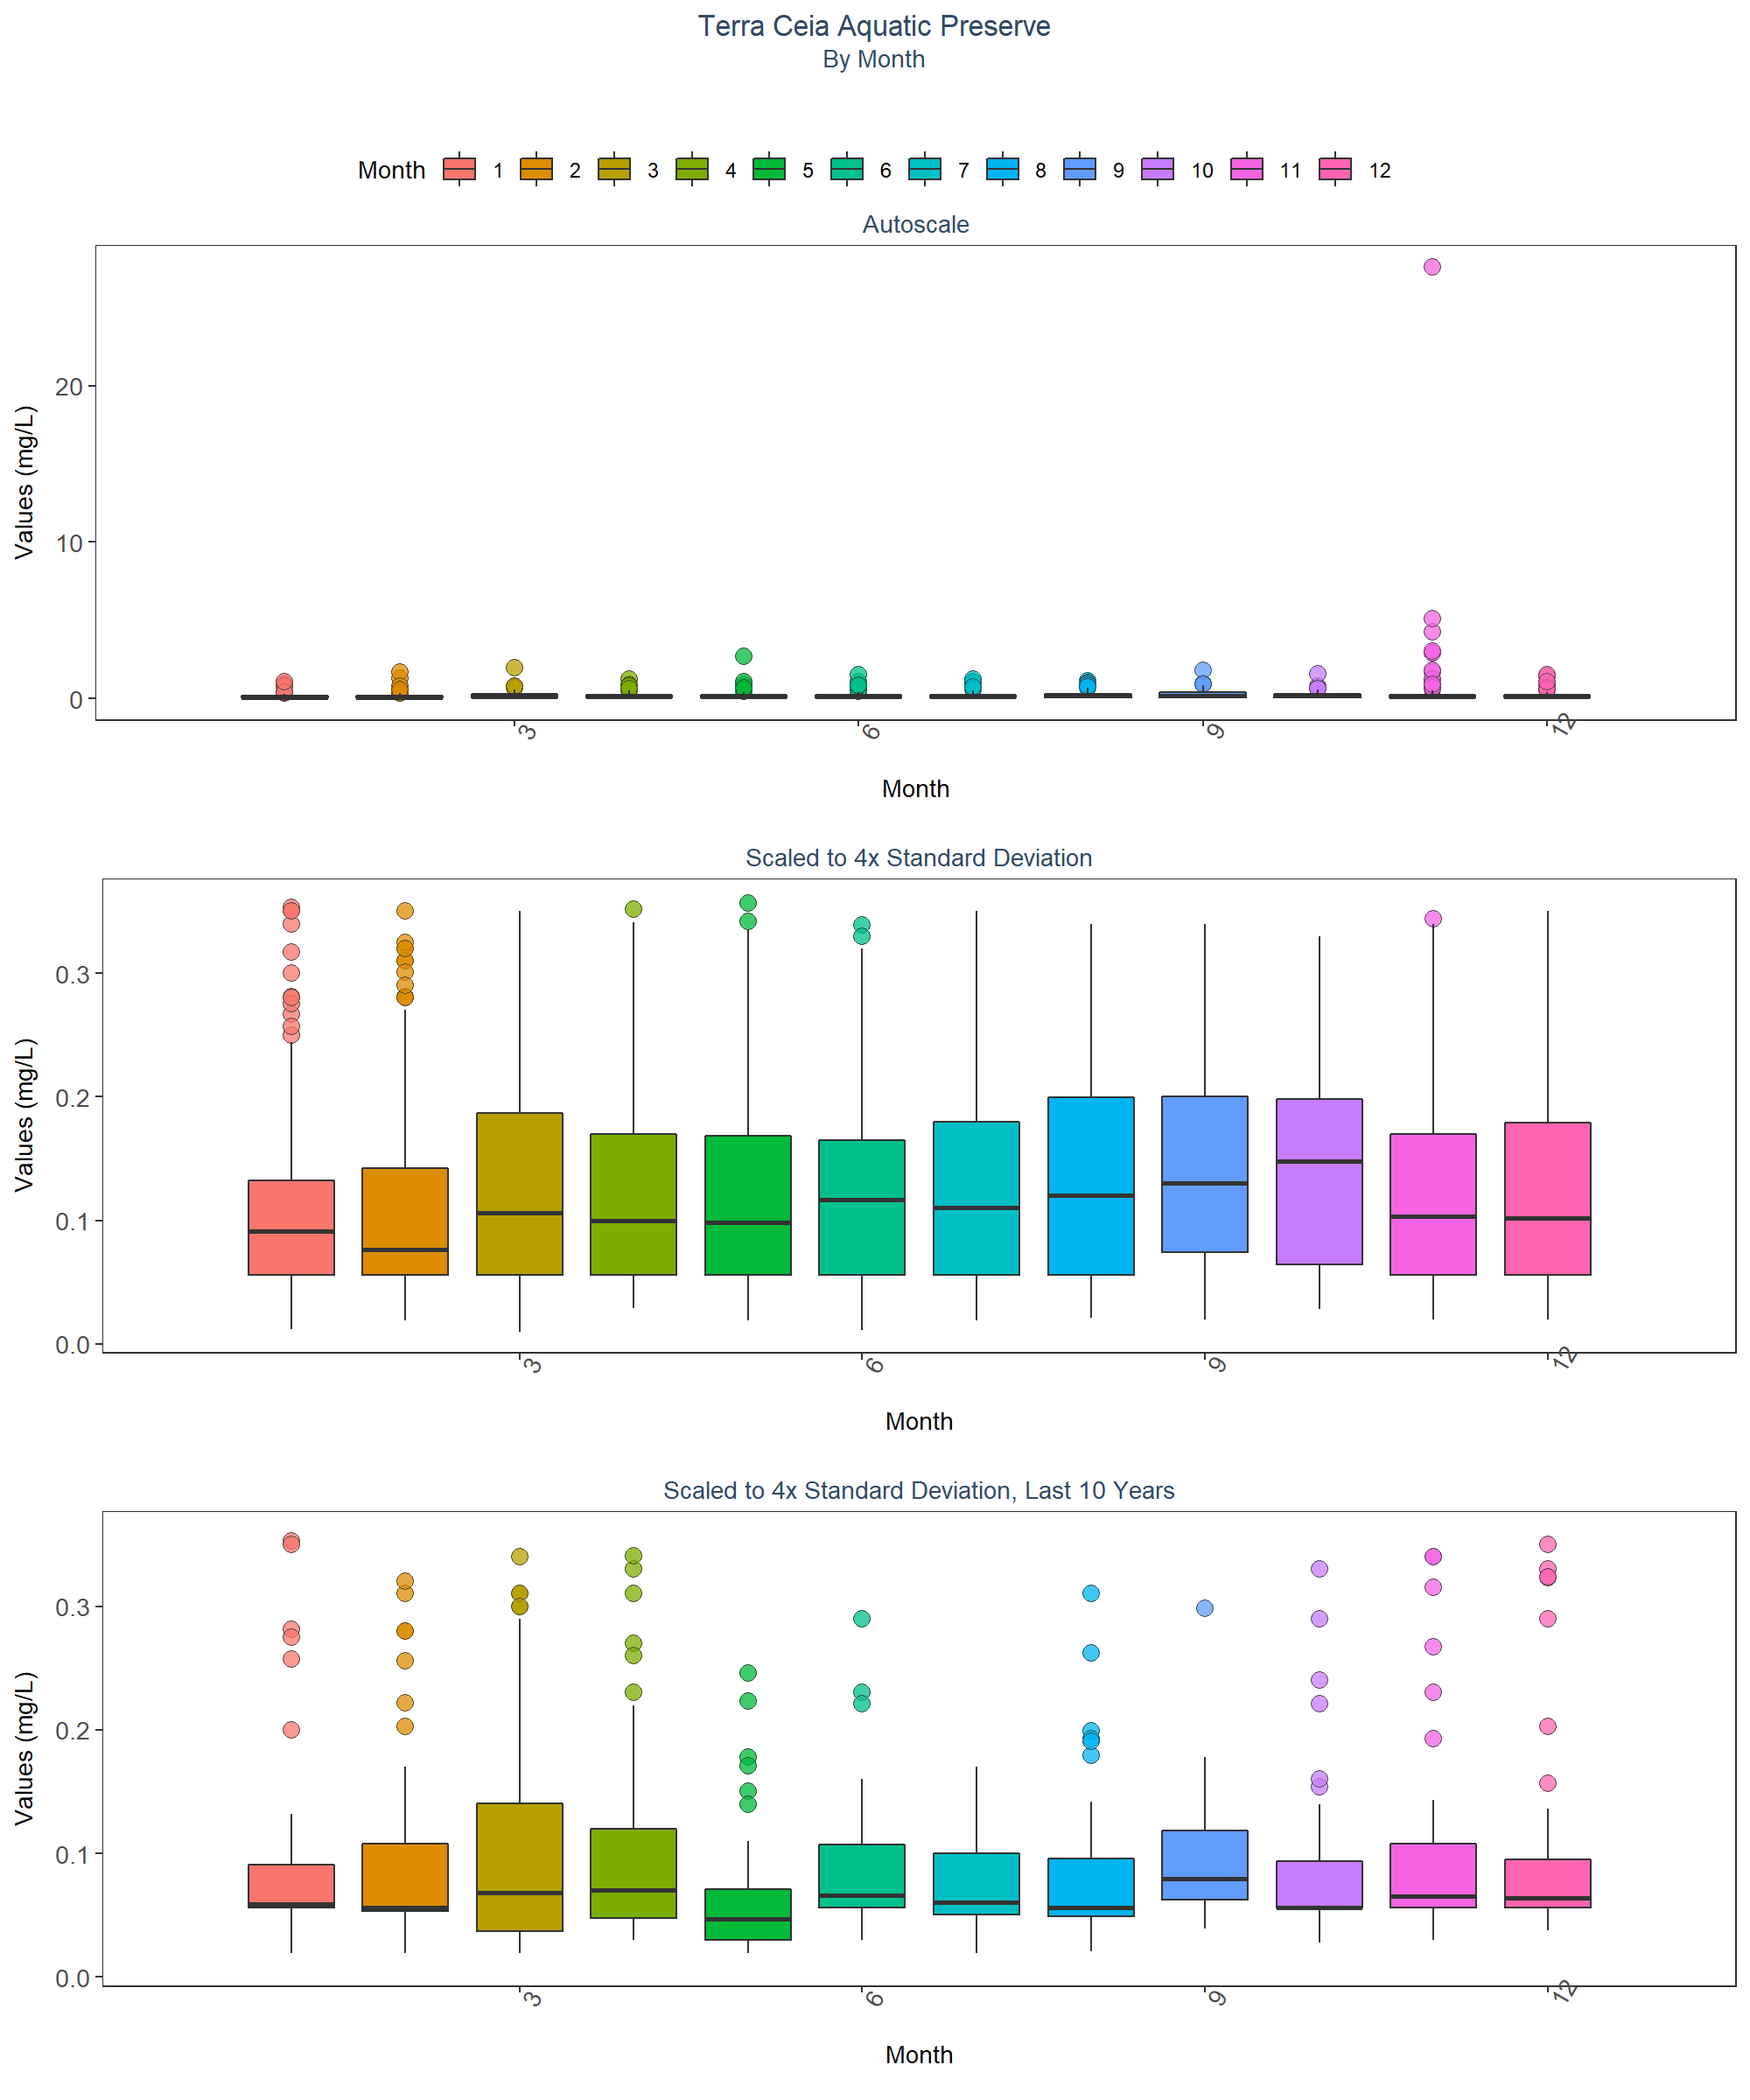 Terra Ceia Aquatic Preserve
By Month
Month 1 2 3 4 5 6 7 8 9 10 11 12
Autoscale
Values (mg/L)
20
10
0
3 6 9 12
Month
Scaled to 4x Standard Deviation
Values (mg/L)
0.3
0.2
0.1
0.0
3 6 9 12
Month
Scaled to 4x Standard Deviation, Last 10 Years
Values (mg/L)
0.3
0.2
0.1
0.0
3 6 9 12
Month